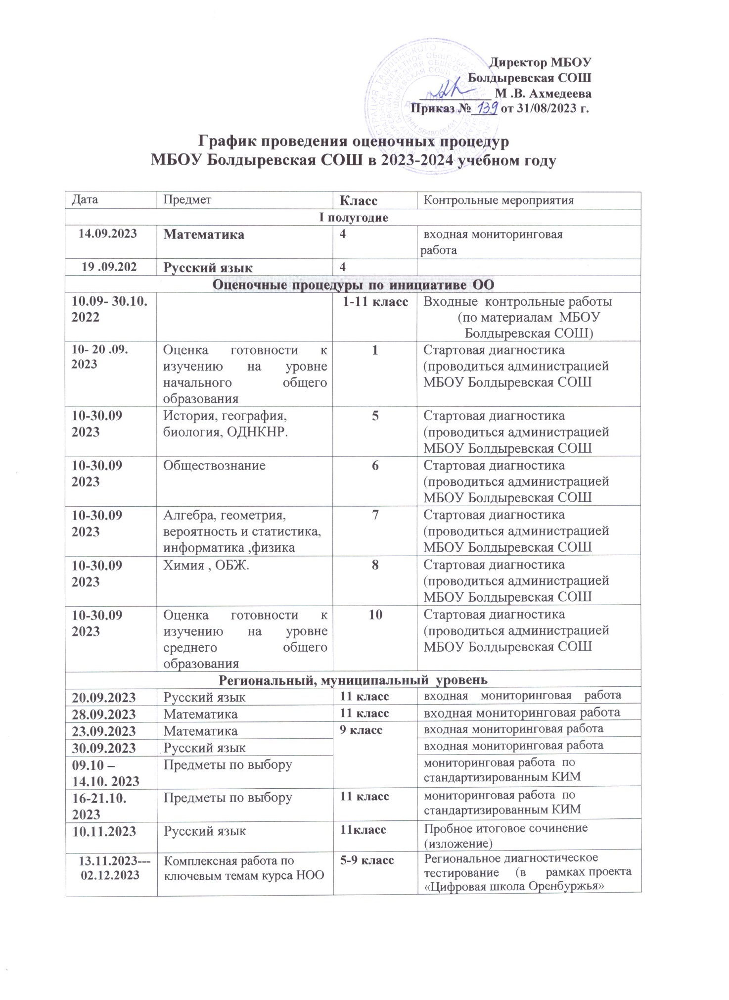 Директор МБОУ
Болдыревская СОШ
___________ М .В. Ахмедеева
Приказ № 139 от 31/08/2023 г.
ИНН 5648006481
График проведения оценочных процедур
МБОУ Болдыревская СОШ в 2023-2024 учебном году
Дата Предмет Класс Контрольные мероприятия
I полугодие
14.09.2023 Математика 4 входная мониторинговая
работа
19 .09.202 Русский язык 4
Оценочные процедуры по инициативе ОО
10.09- 30.10. 1-11 класс Входные контрольные работы
2022 (по материалам МБОУ
Болдыревская СОШ)
10- 20 .09. Оценка готовности к 1 Стартовая диагностика
2023 изучению на уровне (проводиться администрацией
начального общего МБОУ Болдыревская СОШ
образования
10-30.09 История, география, 5 Стартовая диагностика
2023 биология, ОДНКНР. (проводиться администрацией
МБОУ Болдыревская СОШ
10-30.09 Обществознание 6 Стартовая диагностика
2023 (проводиться администрацией
МБОУ Болдыревская СОШ
10-30.09 Алгебра, геометрия, 7 Стартовая диагностика
2023 вероятность и статистика, (проводиться администрацией
информатика ,физика МБОУ Болдыревская СОШ
10-30.09 Химия , ОБЖ. 8 Стартовая диагностика
2023 (проводиться администрацией
МБОУ Болдыревская СОШ
10-30.09 Оценка готовности к 10 Стартовая диагностика
2023 изучению на уровне (проводиться администрацией
среднего общего МБОУ Болдыревская СОШ
образования
Региональный, муниципальный уровень
20.09.2023 Русский язык 11 класс входная мониторинговая работа
28.09.2023 Математика 11 класс входная мониторинговая работа
23.09.2023 Математика 9 класс входная мониторинговая работа
30.09.2023 Русский язык входная мониторинговая работа
09.10 – Предметы по выбору мониторинговая работа по
14.10. 2023 стандартизированным КИМ
16-21.10. Предметы по выбору 11 класс мониторинговая работа по
2023 стандартизированным КИМ
10.11.2023 Русский язык 11класс Пробное итоговое сочинение
(изложение)
13.11.2023--- Комплексная работа по 5-9 класс Региональное диагностическое
02.12.2023 ключевым темам курса НОО тестирование (в рамках проекта
«Цифровая школа Оренбуржья»